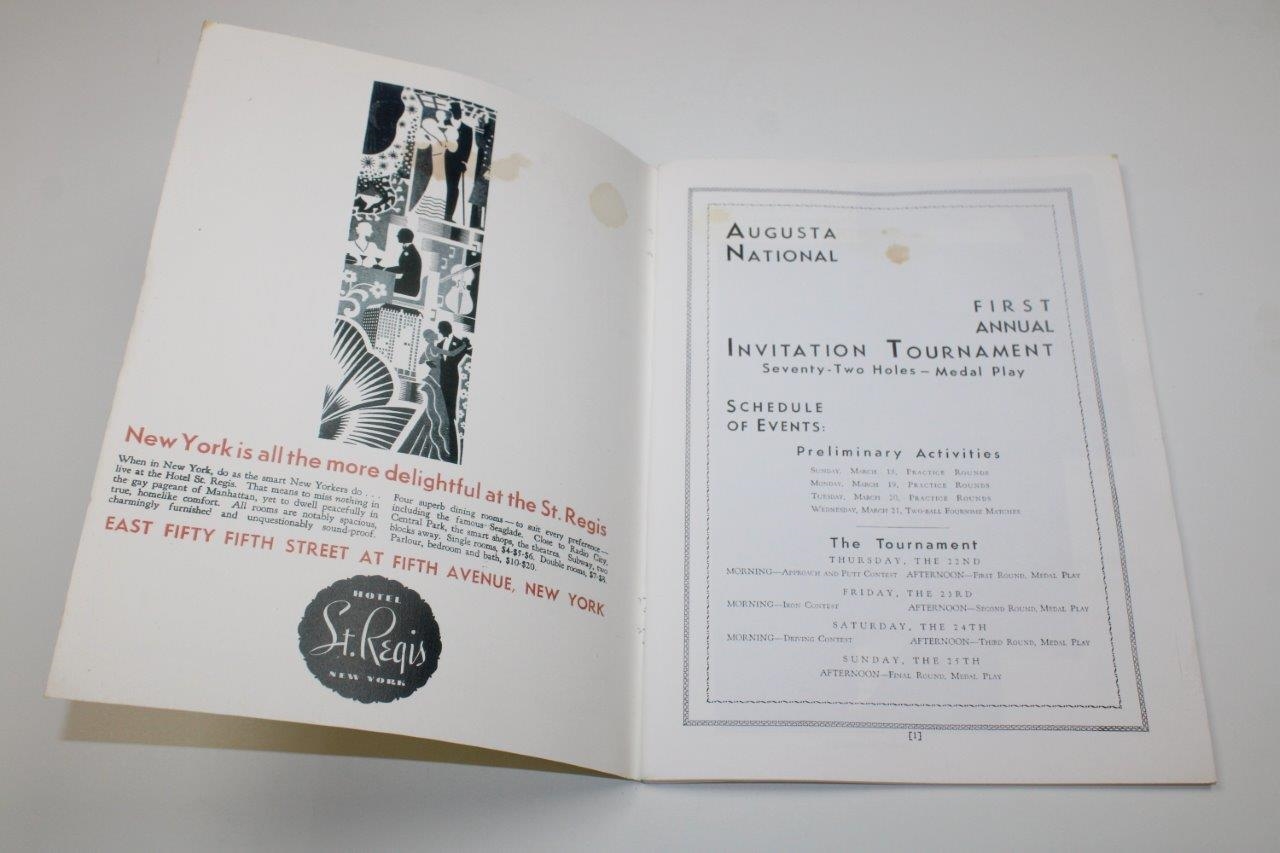 New York is all the more delightful at the St. Regis
When in New York, do as the smart New Yorkers do . . .
live at the Hotel St. Regis. That means to miss nothing in
the gay pageant of Manhattan, yet to dwell peacefully in
true, homelike comfort. All rooms are notably spacious,
charmingly furnished and unquestionably sound-proof.
Four superb dining rooms—to suit every preference—
including the famous Seaglade. Close to Radio City,
Central Park, the smart shops, the theatres. Subway, two
blocks away. Single rooms, $4-$5-$6. Double rooms, $7-$8.
Parlour, bedroom and bath, $10-$20.
EAST FIFTY FIFTH STREET AT FIFTH AVENUE, NEW YORK
HOTEL
St. Regis
NEW YORK
AUGUSTA
NATIONAL
FIRST
ANNUAL
INVITATION TOURNAMENT
Seventy-Two Holes – Medal Play
SCHEDULE
OF EVENTS:
Preliminary Activities
SUNDAY, MARCH 18, PRACTICE ROUNDS
MONDAY, MARCH 19, PRACTICE ROUNDS
TUESDAY, MARCH 20, PRACTICE ROUNDS
WEDNESDAY, MARCH 21, TWO-BALL FOURSOME MATCHES
The Tournament
THURSDAY, THE 22ND
MORNING—APPROACH AND PUTT CONTEST AFTERNOON—FIRST ROUND, MEDAL PLAY
FRIDAY, THE 23RD
MORNING—IRON CONTEST AFTERNOON—SECOND ROUND, MEDAL PLAY
SATURDAY, THE 24TH
MORNING—DRIVING CONTEST AFTERNOON—THIRD ROUND, MEDAL PLAY
SUNDAY, THE 25TH
AFTERNOON—FINAL ROUND, MEDAL PLAY
[1]